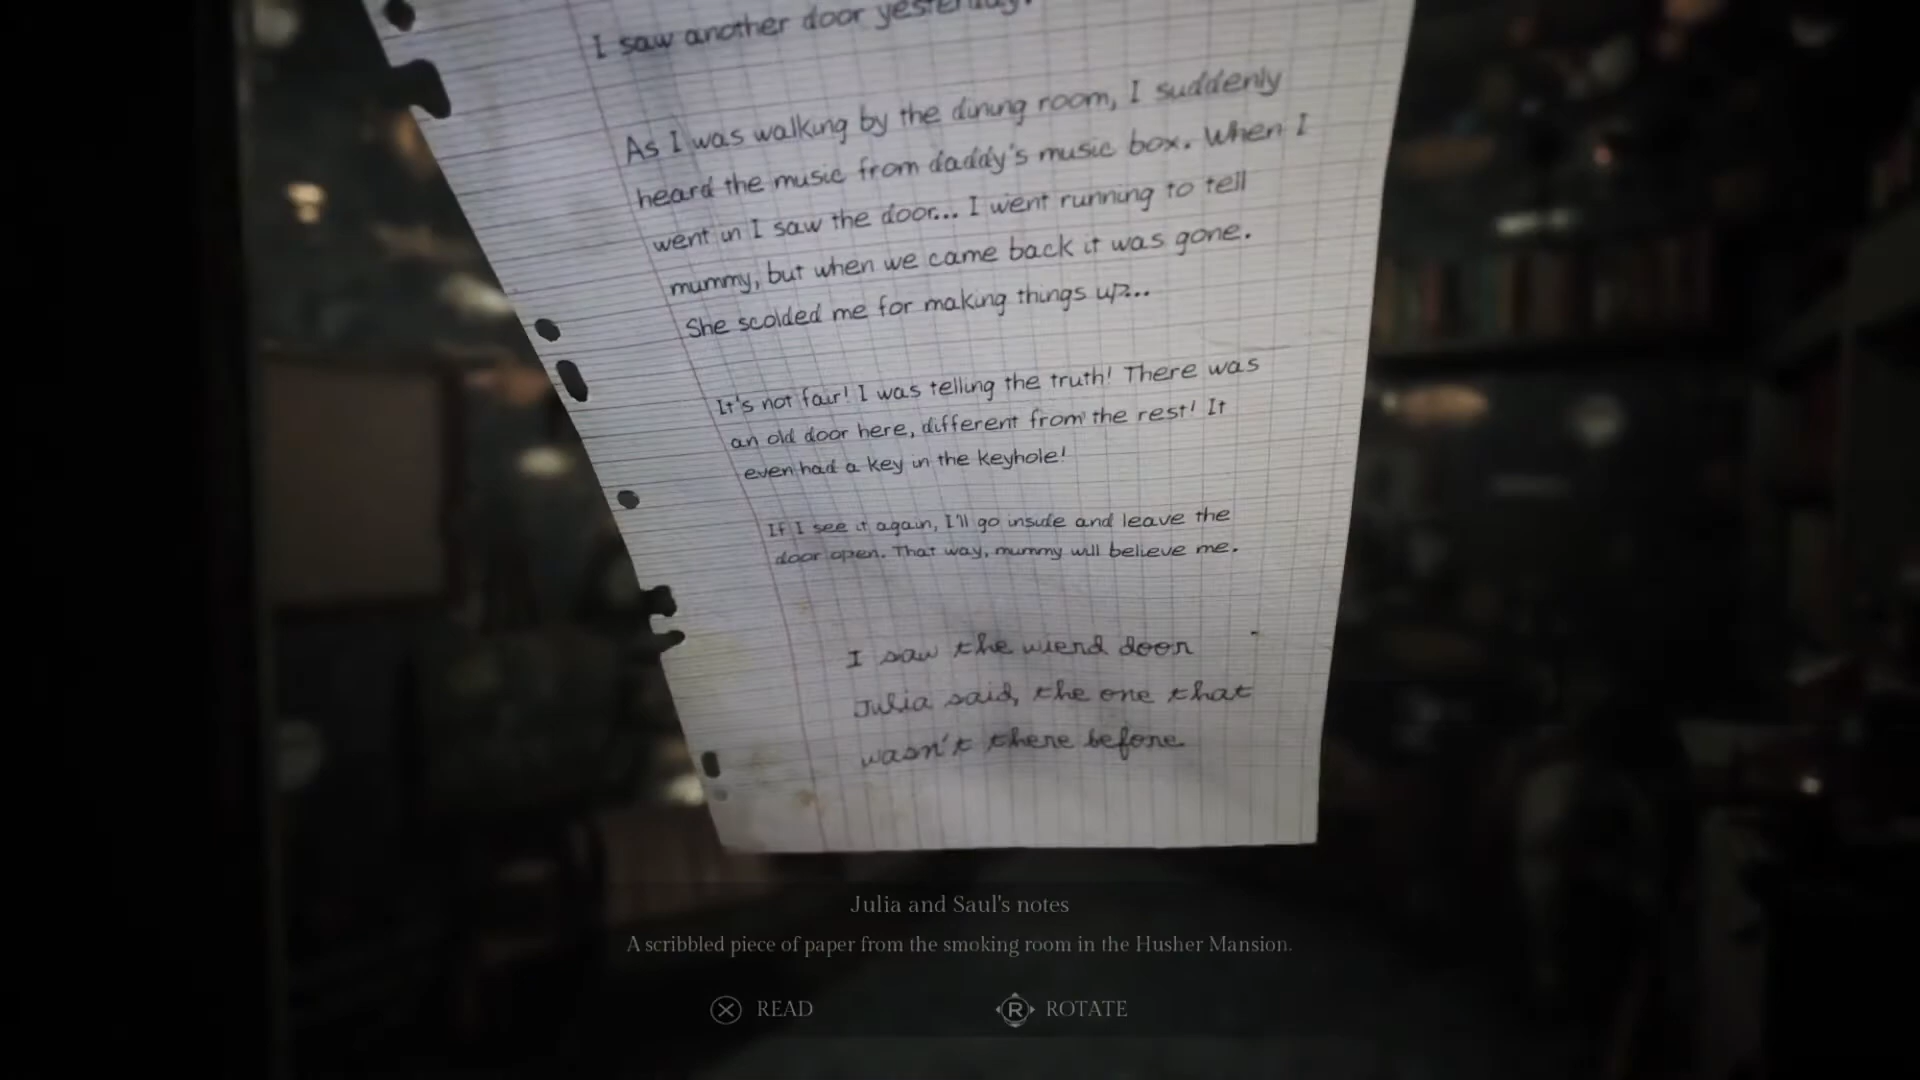 I saw another door yesterday.
As I was walking by the dining room, I suddenly
heard the music from daddy's music box. When I
went in I saw the door... I went running to tell
mummy, but when we came back it was gone.
She scolded me for making things up...
It's not fair! I was telling the truth! There was
an old door here, different from the rest! It
even had a key in the keyhole!
If I see it again, I'll go inside and leave the
door open. That way, mummy will believe me.
I saw the wierd door
Julia said, the one that
wasn't there before
Julia and Saul's notes
A scribbled piece of paper from the smoking room in the Husher Mansion.
READ
R ROTATE